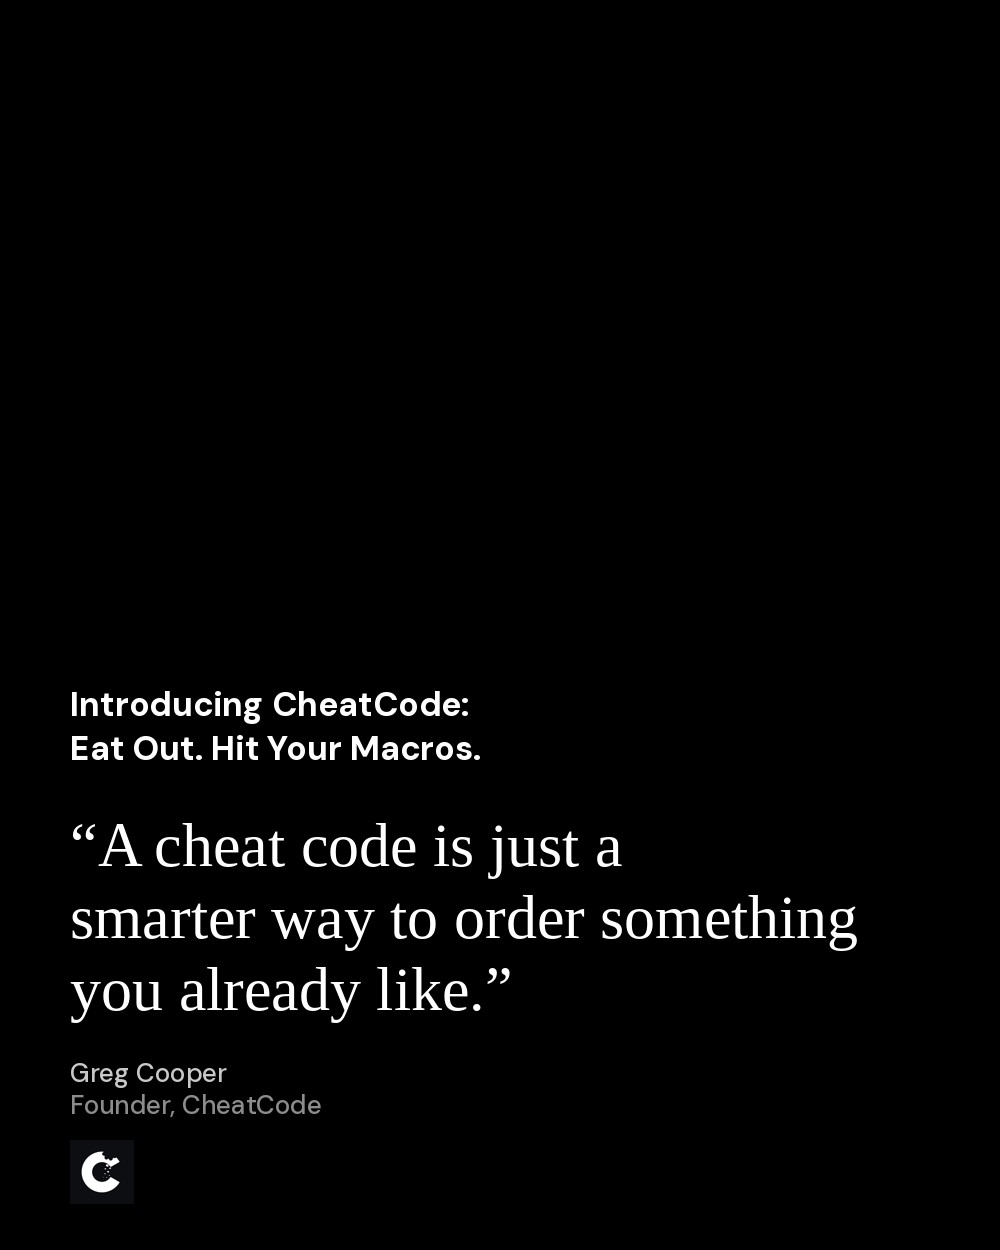 Introducing CheatCode:
Eat Out. Hit Your Macros.
“A cheat code is just a
smarter way to order something
you already like.”
Greg Cooper
Founder, CheatCode